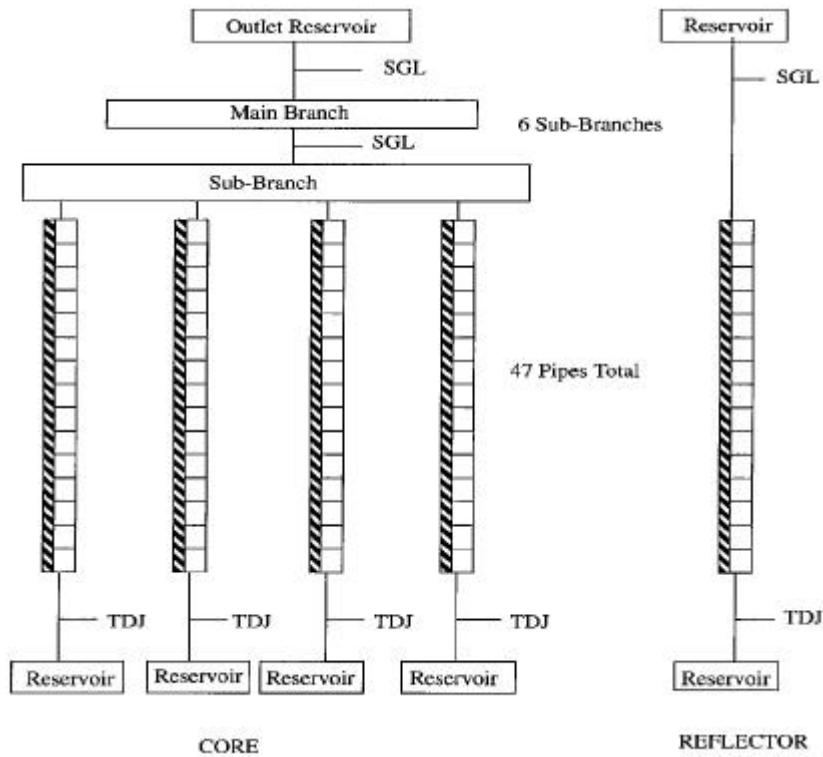 Outlet Reservoir
Reservoir
SGL
SGL
Main Branch
6 Sub-Branches
SGL
Sub-Branch
47 Pipes Total
TDJ
TDJ
TDJ
TDJ
TDJ
Reservoir
Reservoir
Reservoir
Reservoir
Reservoir
CORE
REFLECTOR